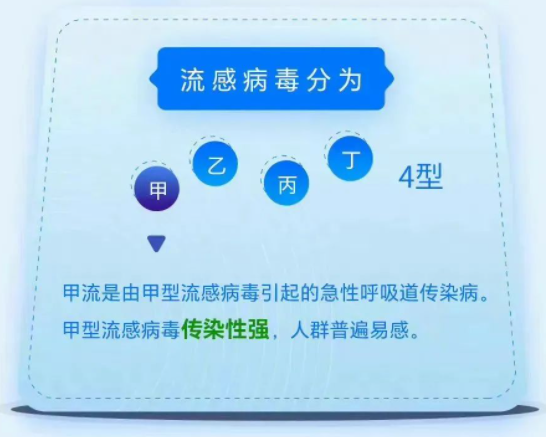 流感病毒分为
甲 乙 丙 丁 4型
甲流是由甲型流感病毒引起的急性呼吸道传染病。
甲型流感病毒传染性强，人群普遍易感。